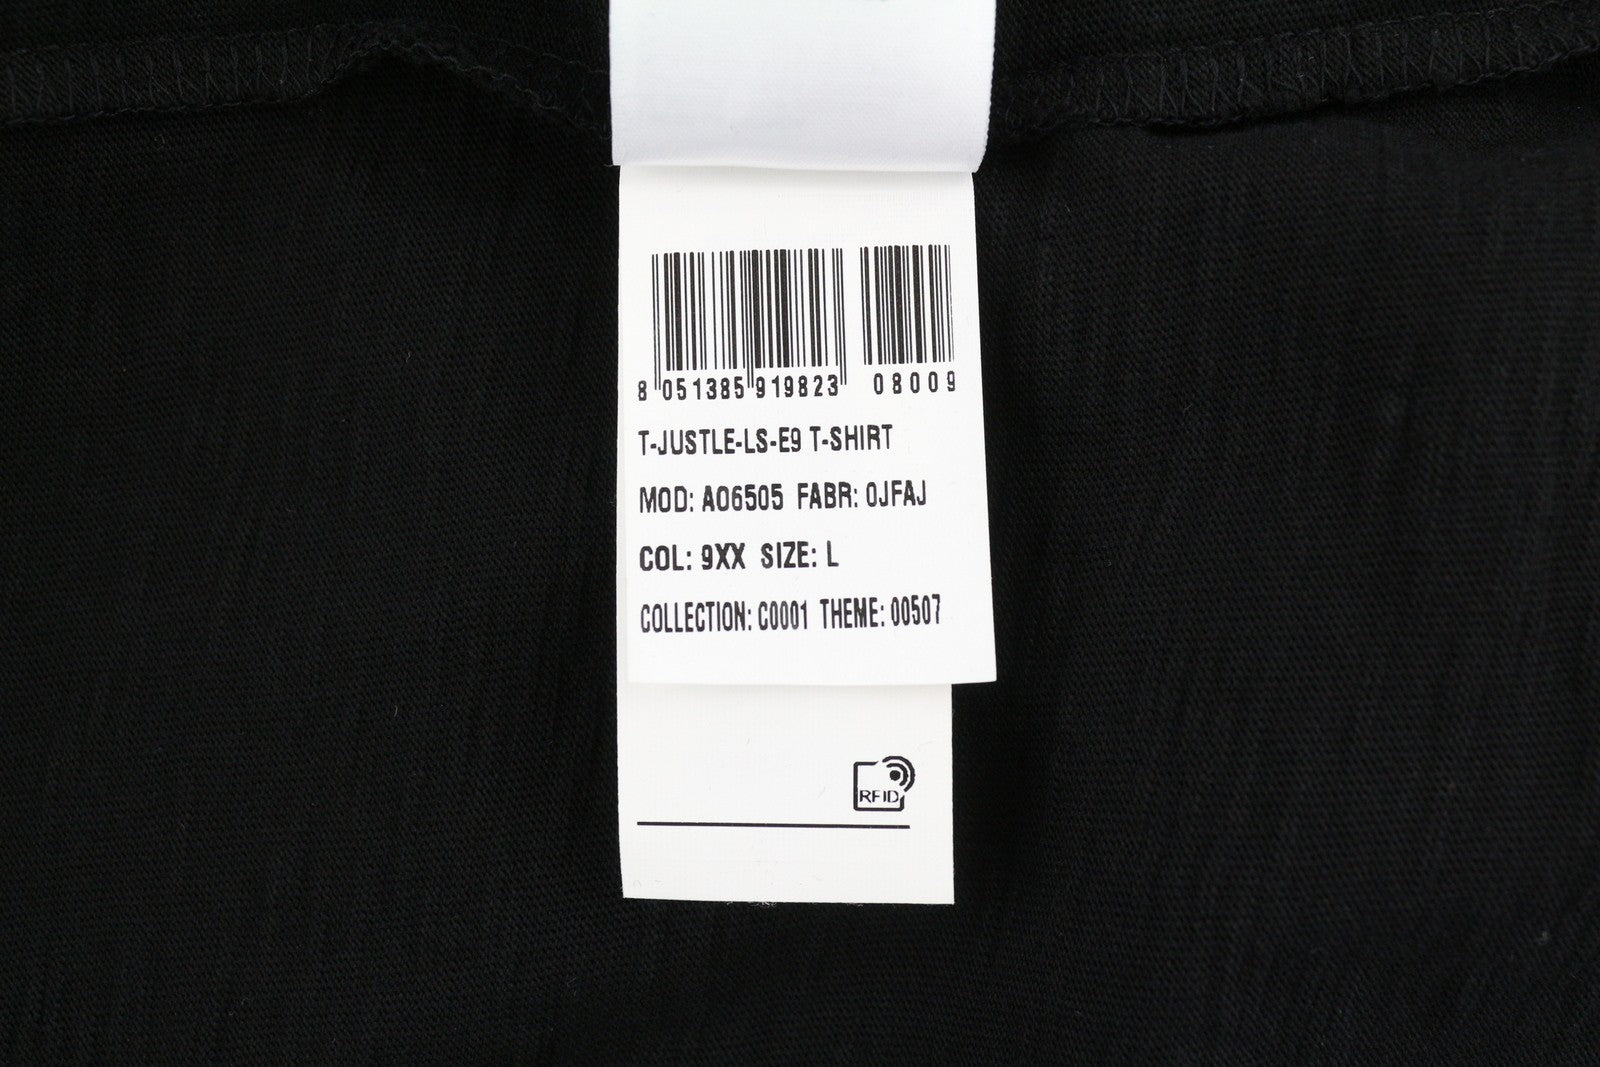 8 051385 919823 08009
T-JUSTLE-LS-E9 T-SHIRT
MOD: A06505 FABR: 0JFAJ
COL: 9XX SIZE: L
COLLECTION: C0001 THEME: 00507
RFID